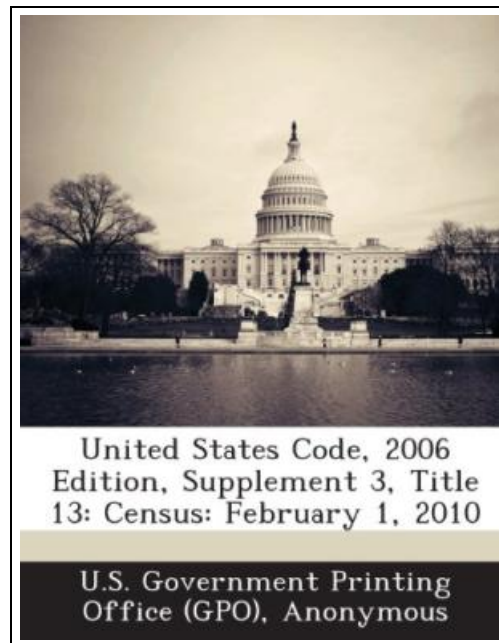 United States Code, 2006
Edition, Supplement 3, Title
13: Census: February 1, 2010
U.S. Government Printing
Office (GPO), Anonymous